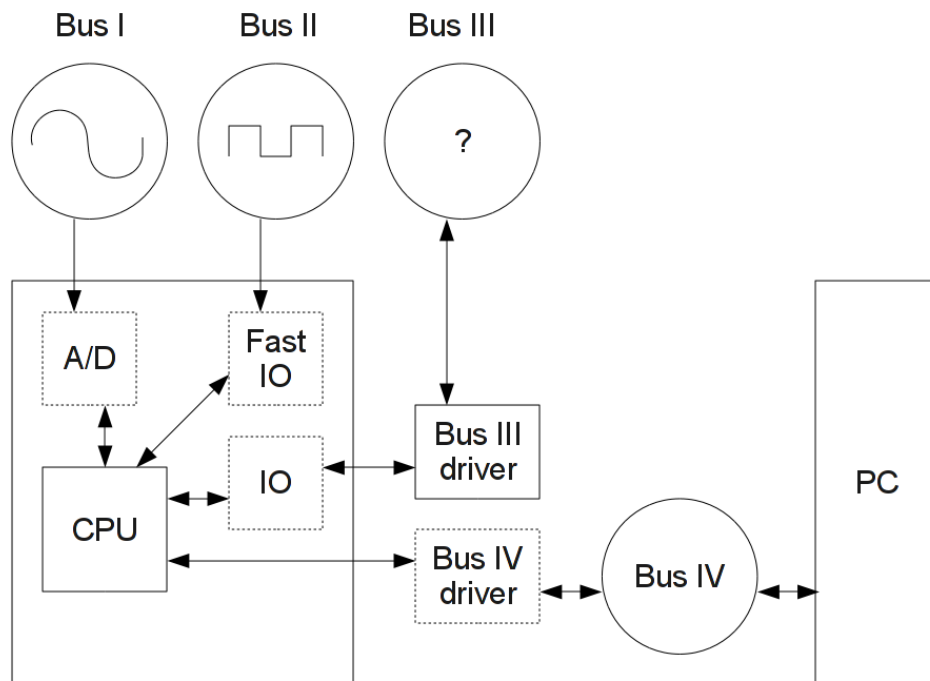 Bus I
Bus II
Bus III
?
A/D
Fast
IO
Bus III
driver
IO
PC
CPU
Bus IV
driver
Bus IV